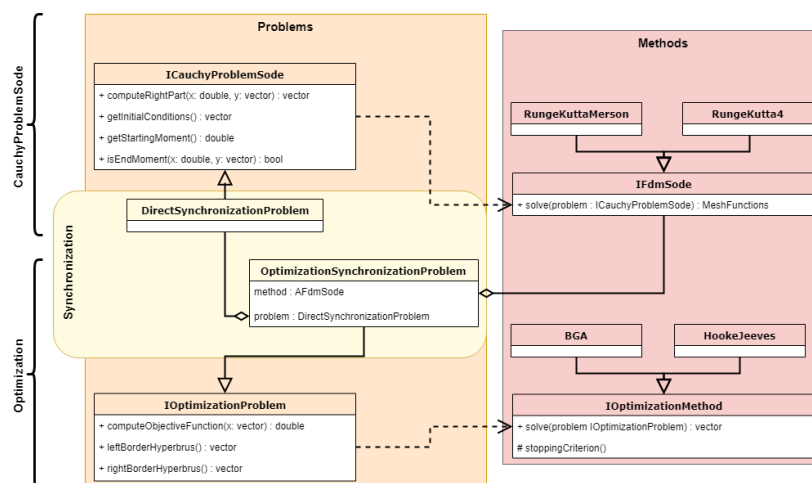 Problems
Methods
CauchyProblemSode
ICauchyProblemSode
+ computeRightPart(x: double, y: vector) : vector
+ getInitialConditions() : vector
+ getStartingMoment() : double
+ isEndMoment(x: double, y: vector) : bool
RungeKuttaMerson
RungeKutta4
IFdmSode
+ solve(problem : ICauchyProblemSode) : MeshFunctions
Synchronization
DirectSynchronizationProblem
OptimizationSynchronizationProblem
method : AFdmSode
problem : DirectSynchronizationProblem
Optimization
BGA
HookeJeeves
IOptimizationProblem
+ computeObjectiveFunction(x: vector) : double
+ leftBorderHyperbrus() : vector
+ rightBorderHyperbrus() : vector
IOptimizationMethod
+ solve(problem IOptimizationProblem) : vector
# stoppingCriterion()